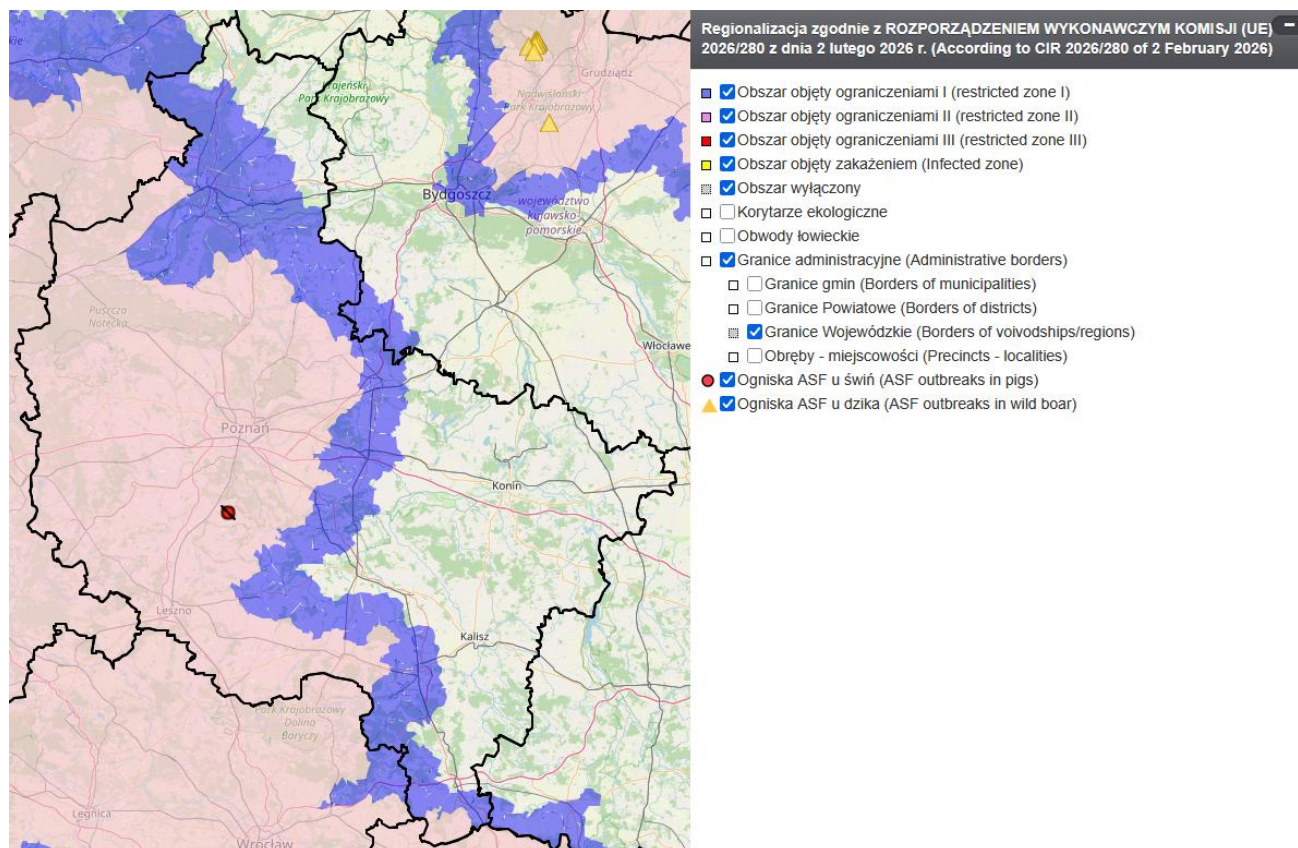 Regionalizacja zgodnie z ROZPORZĄDZENIEM WYKONAWCZYM KOMISJI (UE)
2026/280 z dnia 2 lutego 2026 r. (According to CIR 2026/280 of 2 February 2026)
Obszar objęty ograniczeniami I (restricted zone I)
Obszar objęty ograniczeniami II (restricted zone II)
Obszar objęty ograniczeniami III (restricted zone III)
Obszar objęty zakażeniem (Infected zone)
Obszar wyłączony
Korytarze ekologiczne
Obwody łowieckie
Granice administracyjne (Administrative borders)
Granice gmin (Borders of municipalities)
Granice Powiatowe (Borders of districts)
Granice Wojewódzkie (Borders of voivodships/regions)
Obręby - miejscowości (Precincts - localities)
Ogniska ASF u świń (ASF outbreaks in pigs)
Ogniska ASF u dzika (ASF outbreaks in wild boar)
Grudziądz
Krajeński
Park Krajobrazowy
Nadwiślański
Park Krajobrazowy
Bydgoszcz
województwo
kujawsko-
pomorskie
Puszcza
Notecka
Włocławe
Poznań
Konin
Leszno
Kalisz
Park Krajobrazowy
Dolina
Baryczy
Legnica
Wrocław